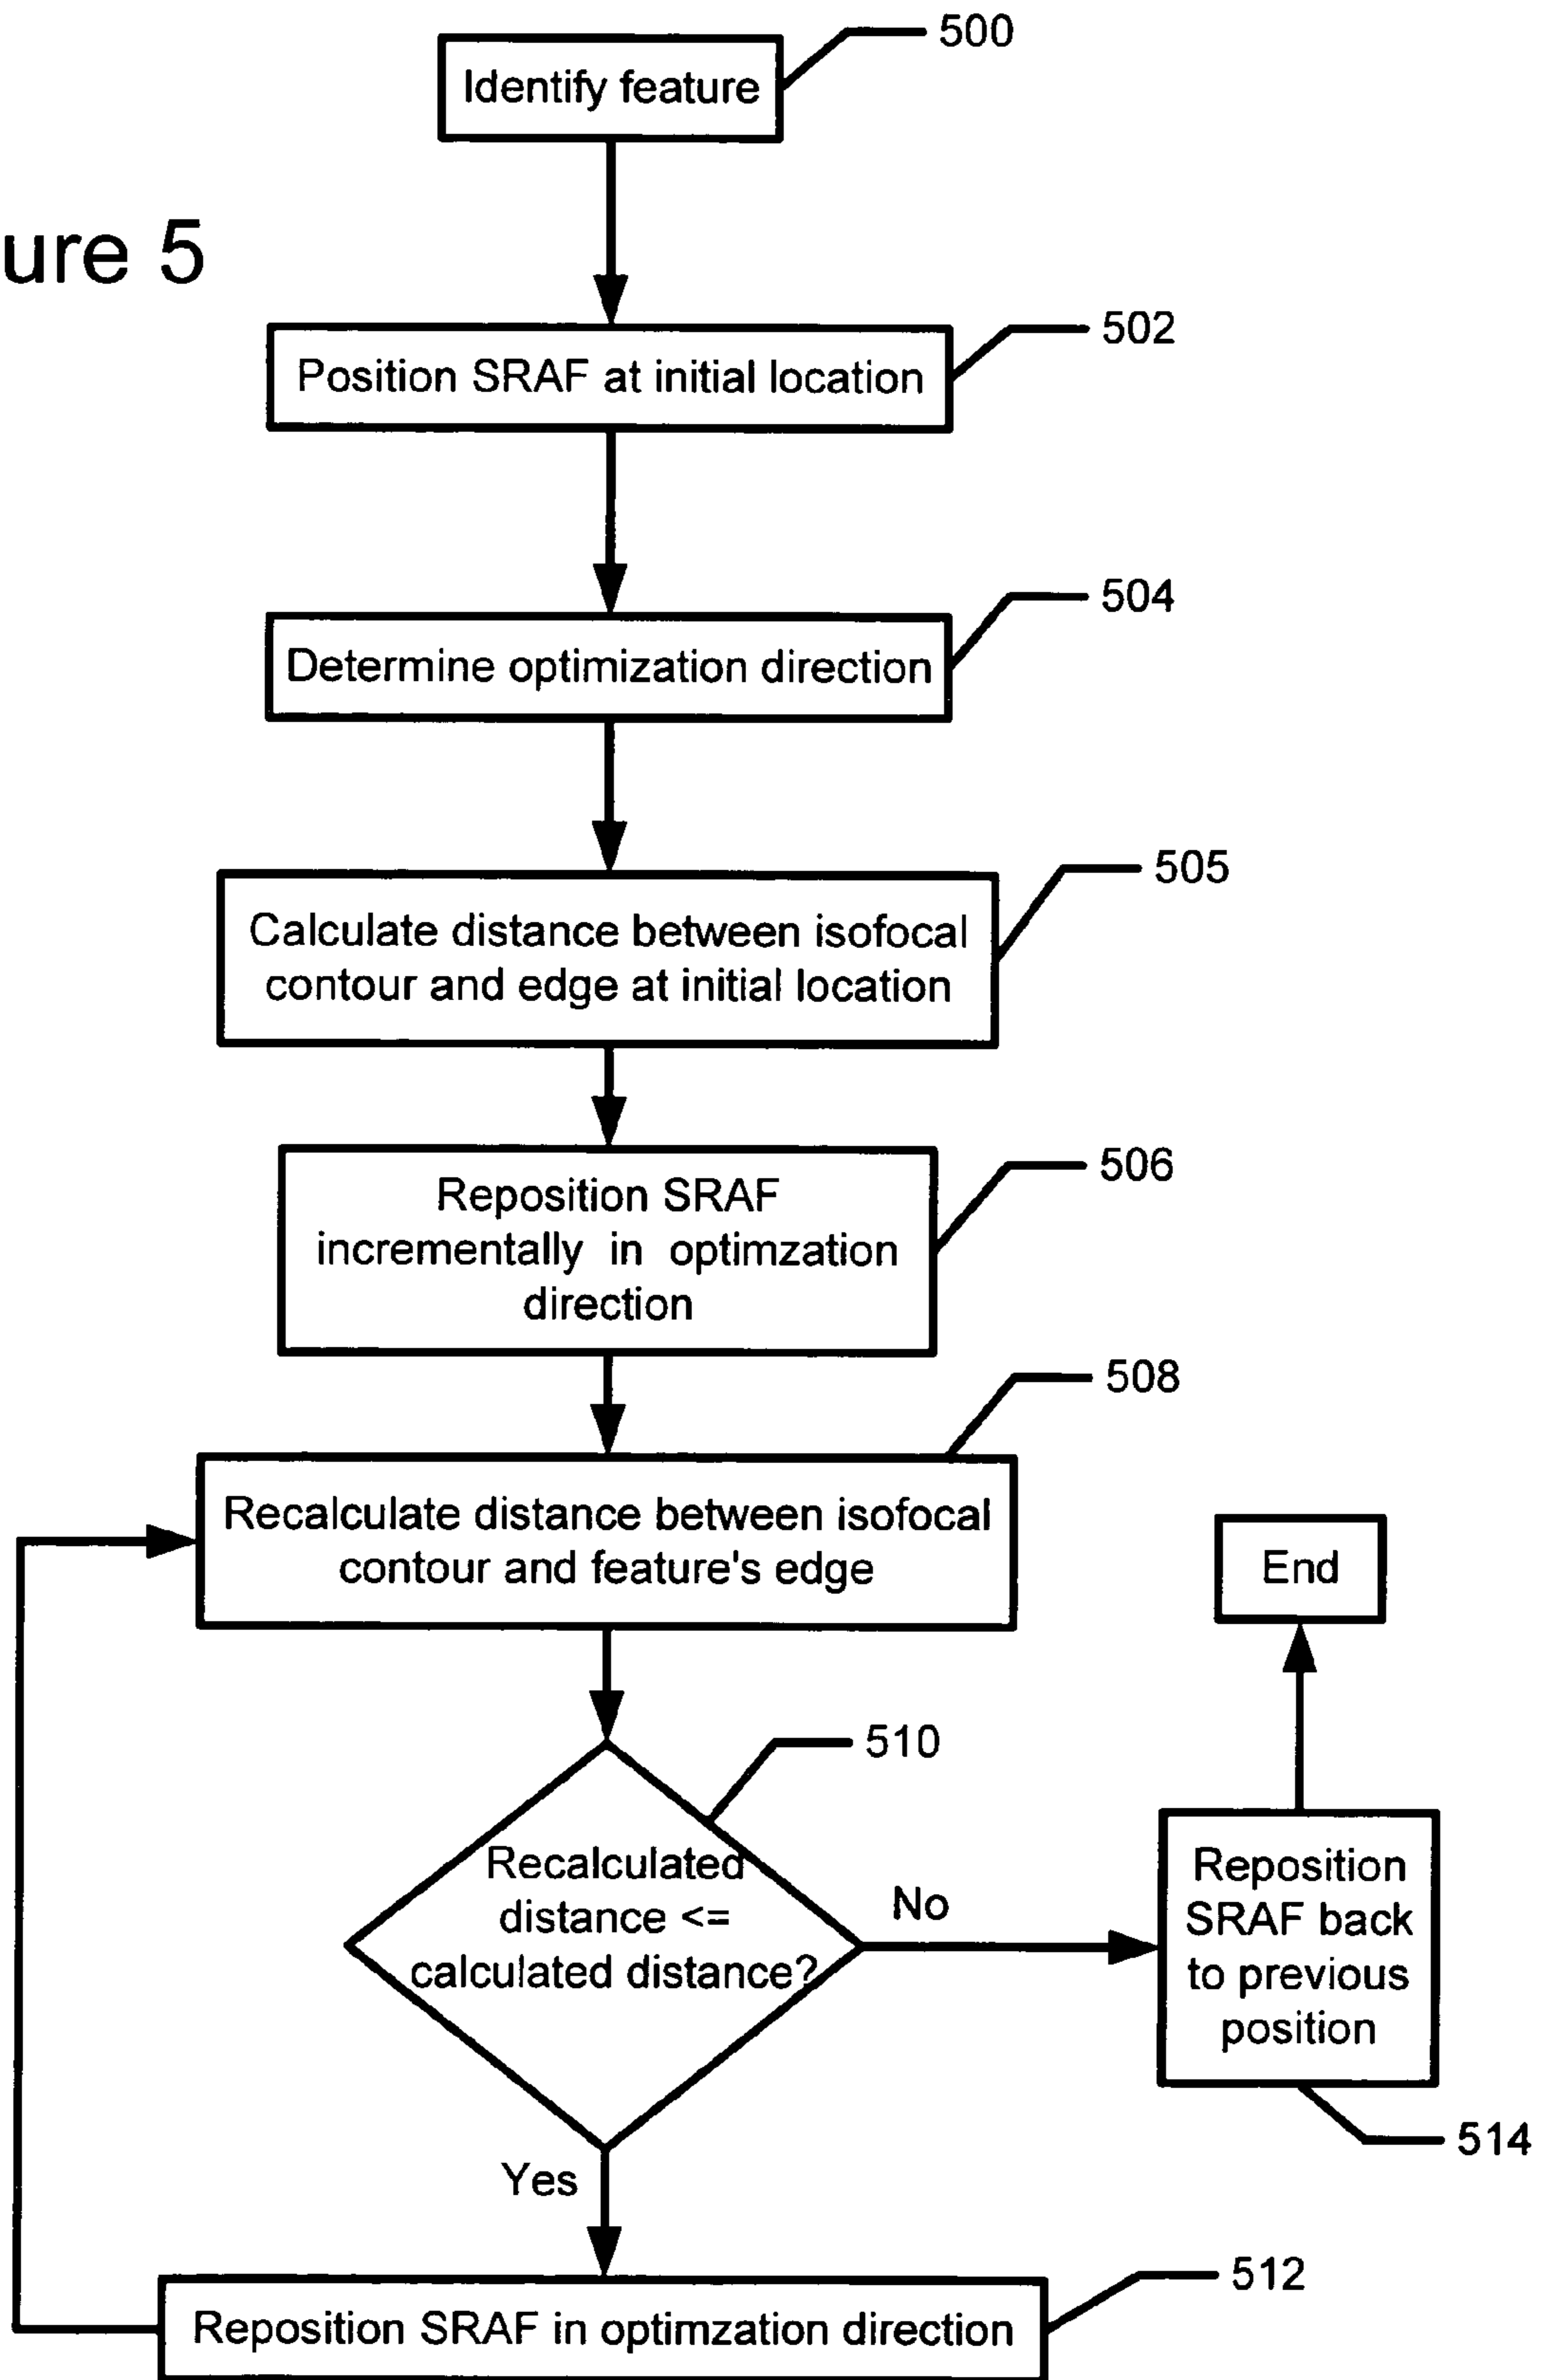 500
Identify feature
ure 5
502
Position SRAF at initial location
504
Determine optimization direction
505
Calculate distance between isofocal
contour and edge at initial location
506
Reposition SRAF
incrementally in optimzation
direction
508
Recalculate distance between isofocal
contour and feature's edge
End
510
Recalculated
distance <=
calculated distance?
No
Reposition
SRAF back
to previous
position
514
Yes
512
Reposition SRAF in optimzation direction